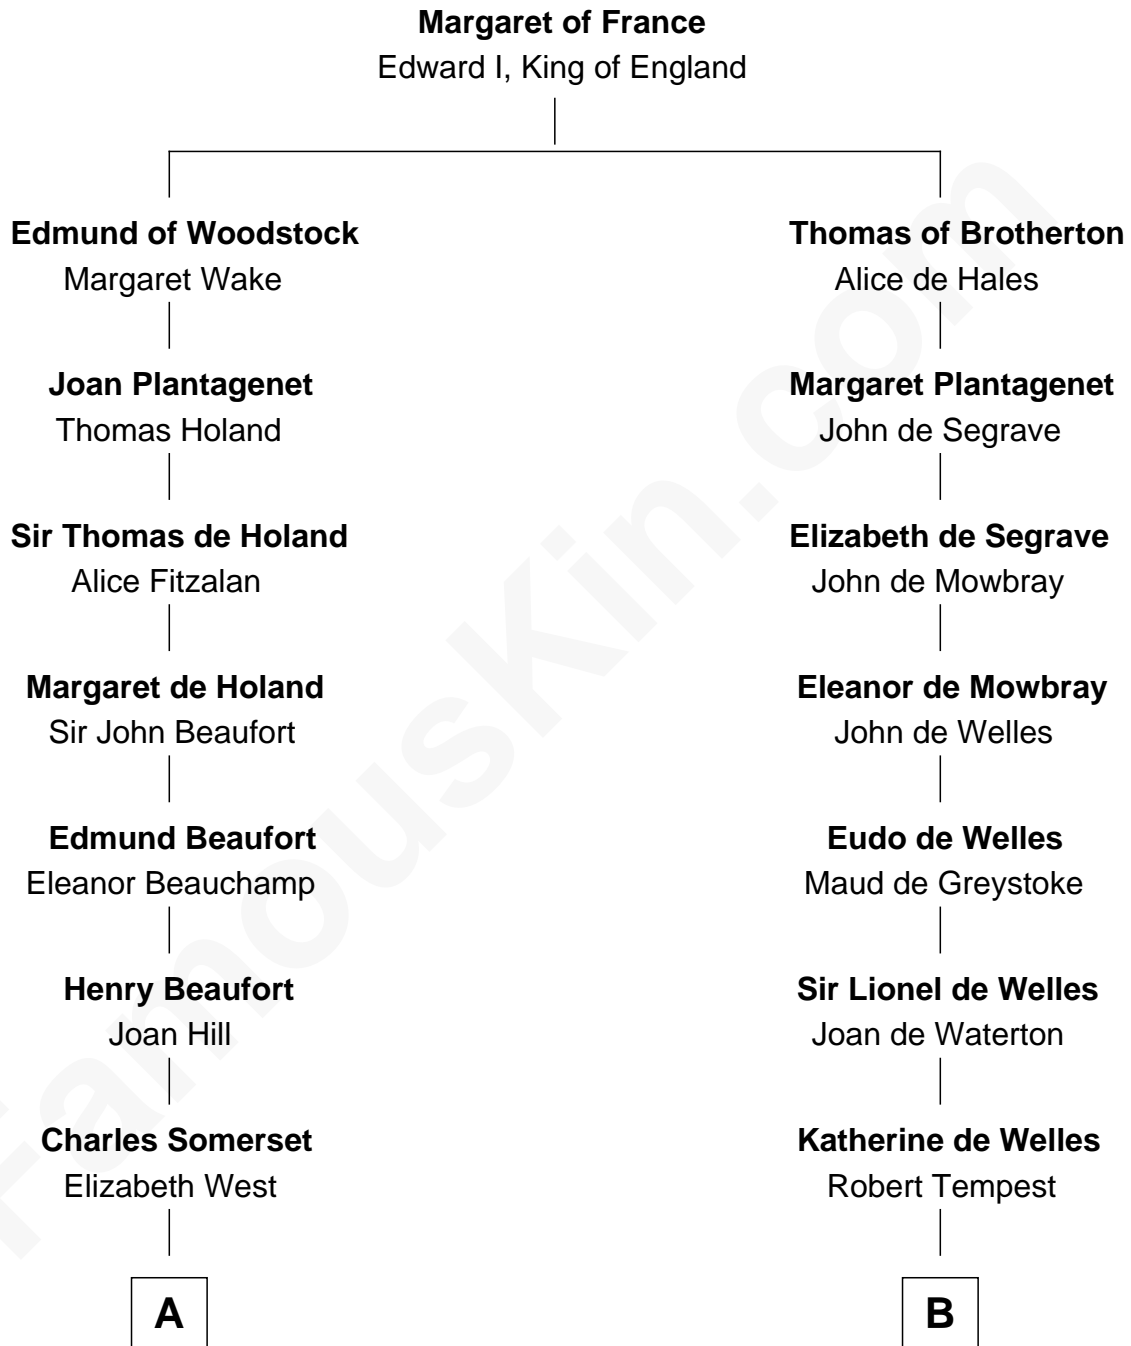 Margaret of France
Edward I, King of England
Edmund of Woodstock
Margaret Wake
Thomas of Brotherton
Alice de Hales
Joan Plantagenet
Thomas Holand
Margaret Plantagenet
John de Segrave
Sir Thomas de Holand
Alice Fitzalan
Elizabeth de Segrave
John de Mowbray
Margaret de Holand
Sir John Beaufort
Eleanor de Mowbray
John de Welles
Edmund Beaufort
Eleanor Beauchamp
Eudo de Welles
Maud de Greystoke
Henry Beaufort
Joan Hill
Sir Lionel de Welles
Joan de Waterton
Charles Somerset
Elizabeth West
Katherine de Welles
Robert Tempest
A
B
FamousKin.com